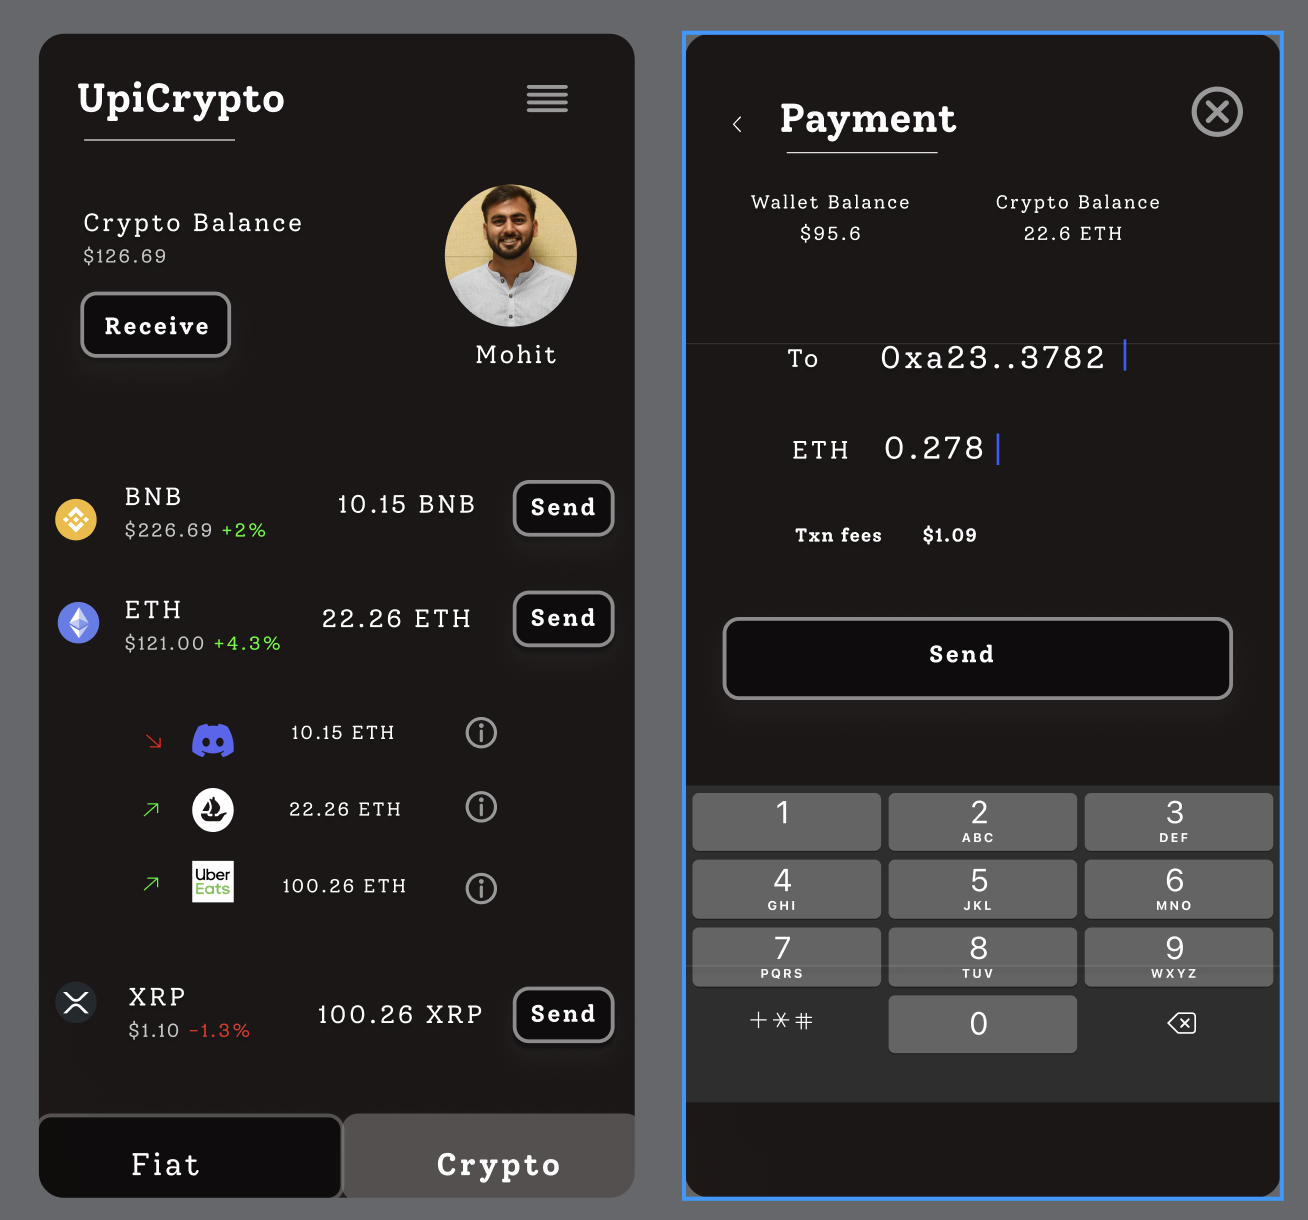 UpiCrypto
Crypto Balance
$126.69
Receive
Mohit
BNB
$226.69 +2%
10.15 BNB
Send
ETH
$121.00 +4.3%
22.26 ETH
Send
10.15 ETH
22.26 ETH
Uber
Eats
100.26 ETH
XRP
$1.10 -1.3%
100.26 XRP
Send
Fiat
Crypto
Payment
Wallet Balance
$95.6
Crypto Balance
22.6 ETH
To 0xa23..3782
ETH 0.278
Txn fees $1.09
Send
1
2
ABC
3
DEF
4
GHI
5
JKL
6
MNO
7
PQRS
8
TUV
9
WXYZ
+*#
0